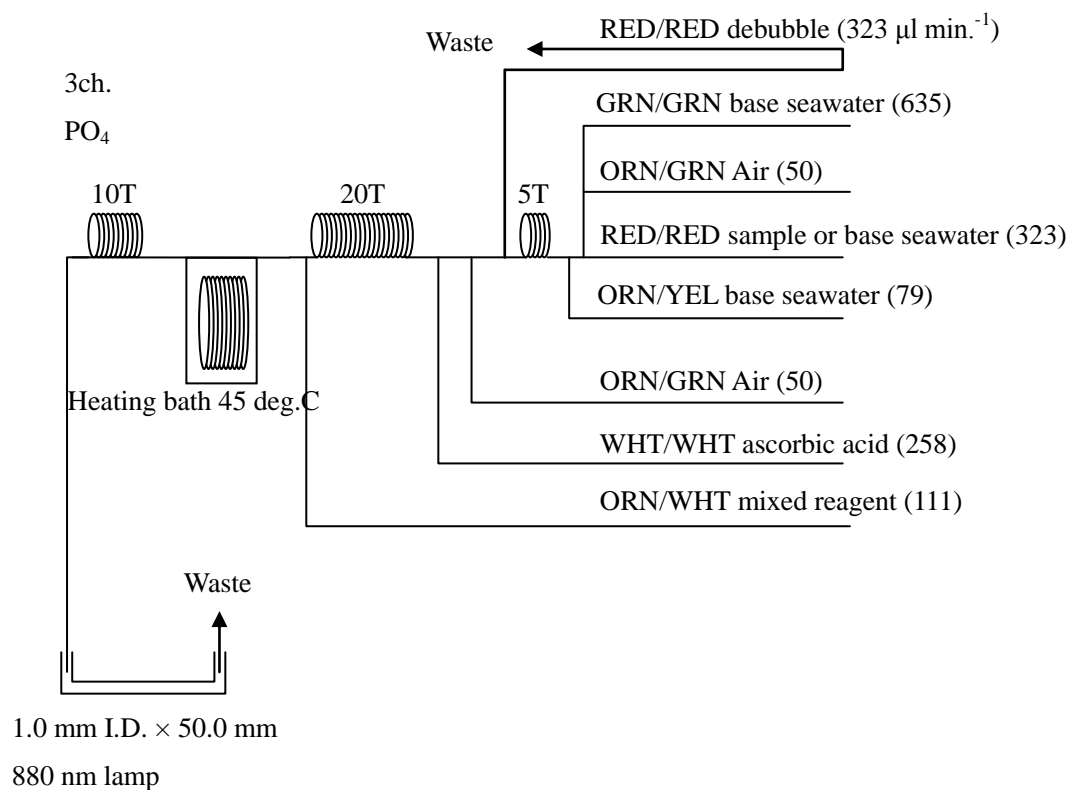 RED/RED debubble (323 μl min.-1)
Waste
3ch.
PO4
GRN/GRN base seawater (635)
ORN/GRN Air (50)
10T
20T
5T
RED/RED sample or base seawater (323)
ORN/YEL base seawater (79)
ORN/GRN Air (50)
Heating bath 45 deg.C
WHT/WHT ascorbic acid (258)
ORN/WHT mixed reagent (111)
Waste
1.0 mm I.D. × 50.0 mm
880 nm lamp